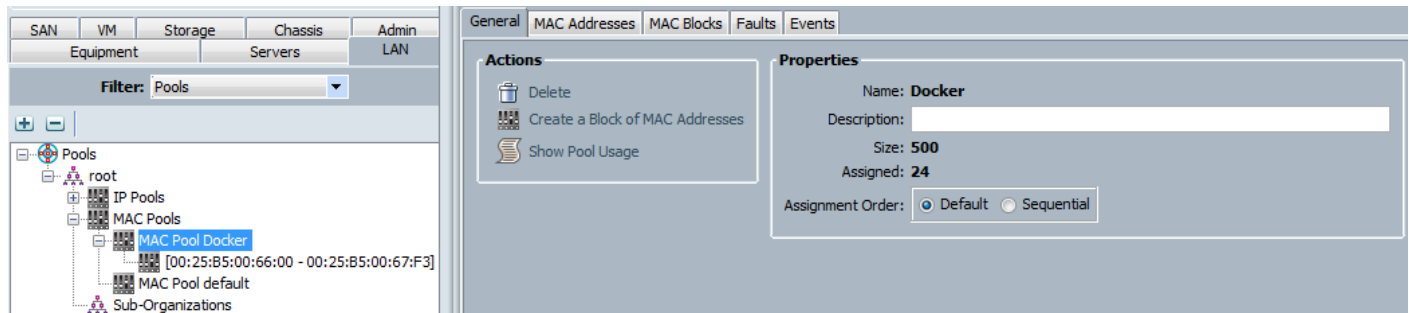 SAN VM Storage Chassis Admin
Equipment Servers LAN
Filter: Pools
Pools
root
IP Pools
MAC Pools
MAC Pool Docker
[00:25:B5:00:66:00 - 00:25:B5:00:67:F3]
MAC Pool default
Sub-Organizations
General MAC Addresses MAC Blocks Faults Events
Actions
Delete
Create a Block of MAC Addresses
Show Pool Usage
Properties
Name: Docker
Description:
Size: 500
Assigned: 24
Assignment Order: Default Sequential